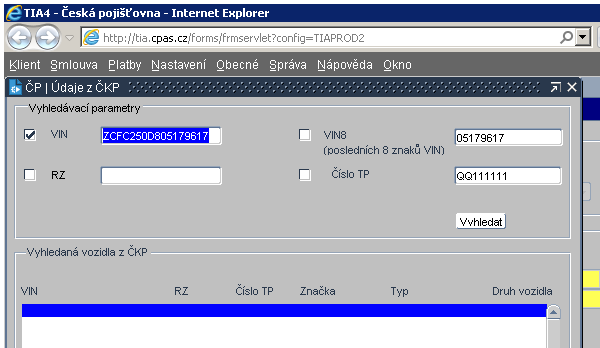 TIA4 - Česká pojišťovna - Internet Explorer
http://tia.cpas.cz/forms/frmservlet?config=TIAPROD2
Klient Smlouva Platby Nastavení Obecné Správa Nápověda Okno
ČP | Údaje z ČKP
Vyhledávací parametry
VIN ZCFC250D805179617 VIN8 05179617
(posledních 8 znaků VIN)
RZ Číslo TP QQ111111
Vyhledat
Vyhledaná vozidla z ČKP
VIN RZ Číslo TP Značka Typ Druh vozidla